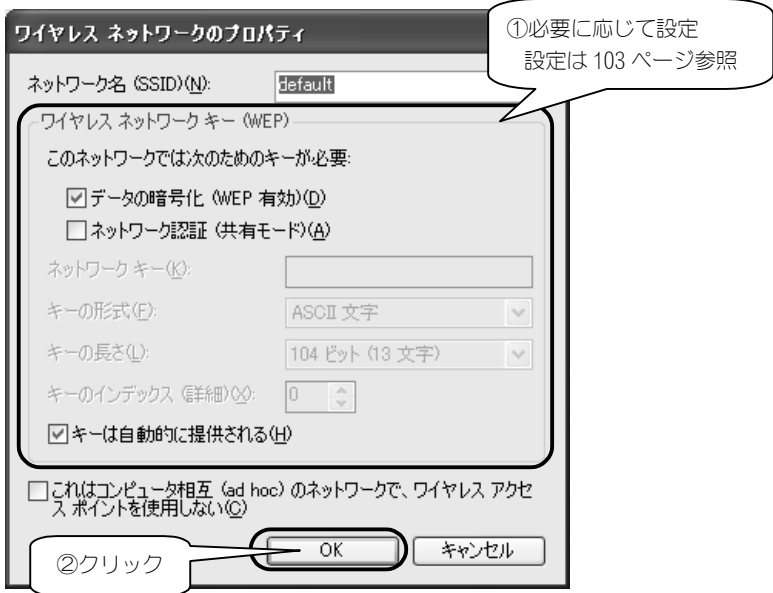 ワイヤレス ネットワークのプロパティ
①必要に応じて設定
設定は 103 ページ参照
ネットワーク名 (SSID)(N):
default
ワイヤレス ネットワーク キー (WEP)
このネットワークでは次のためのキーが必要:
データの暗号化 (WEP 有効)(D)
ネットワーク認証 (共有モード)(A)
ネットワーク キー(K):
キーの形式(F):
ASCII 文字
キーの長さ(L):
104 ビット (13 文字)
キーのインデックス (詳細)(X):
0
キーは自動的に提供される(H)
これはコンピュータ相互 (ad hoc) のネットワークで、ワイヤレス アクセ
ス ポイントを使用しない(C)
②クリック
OK
キャンセル